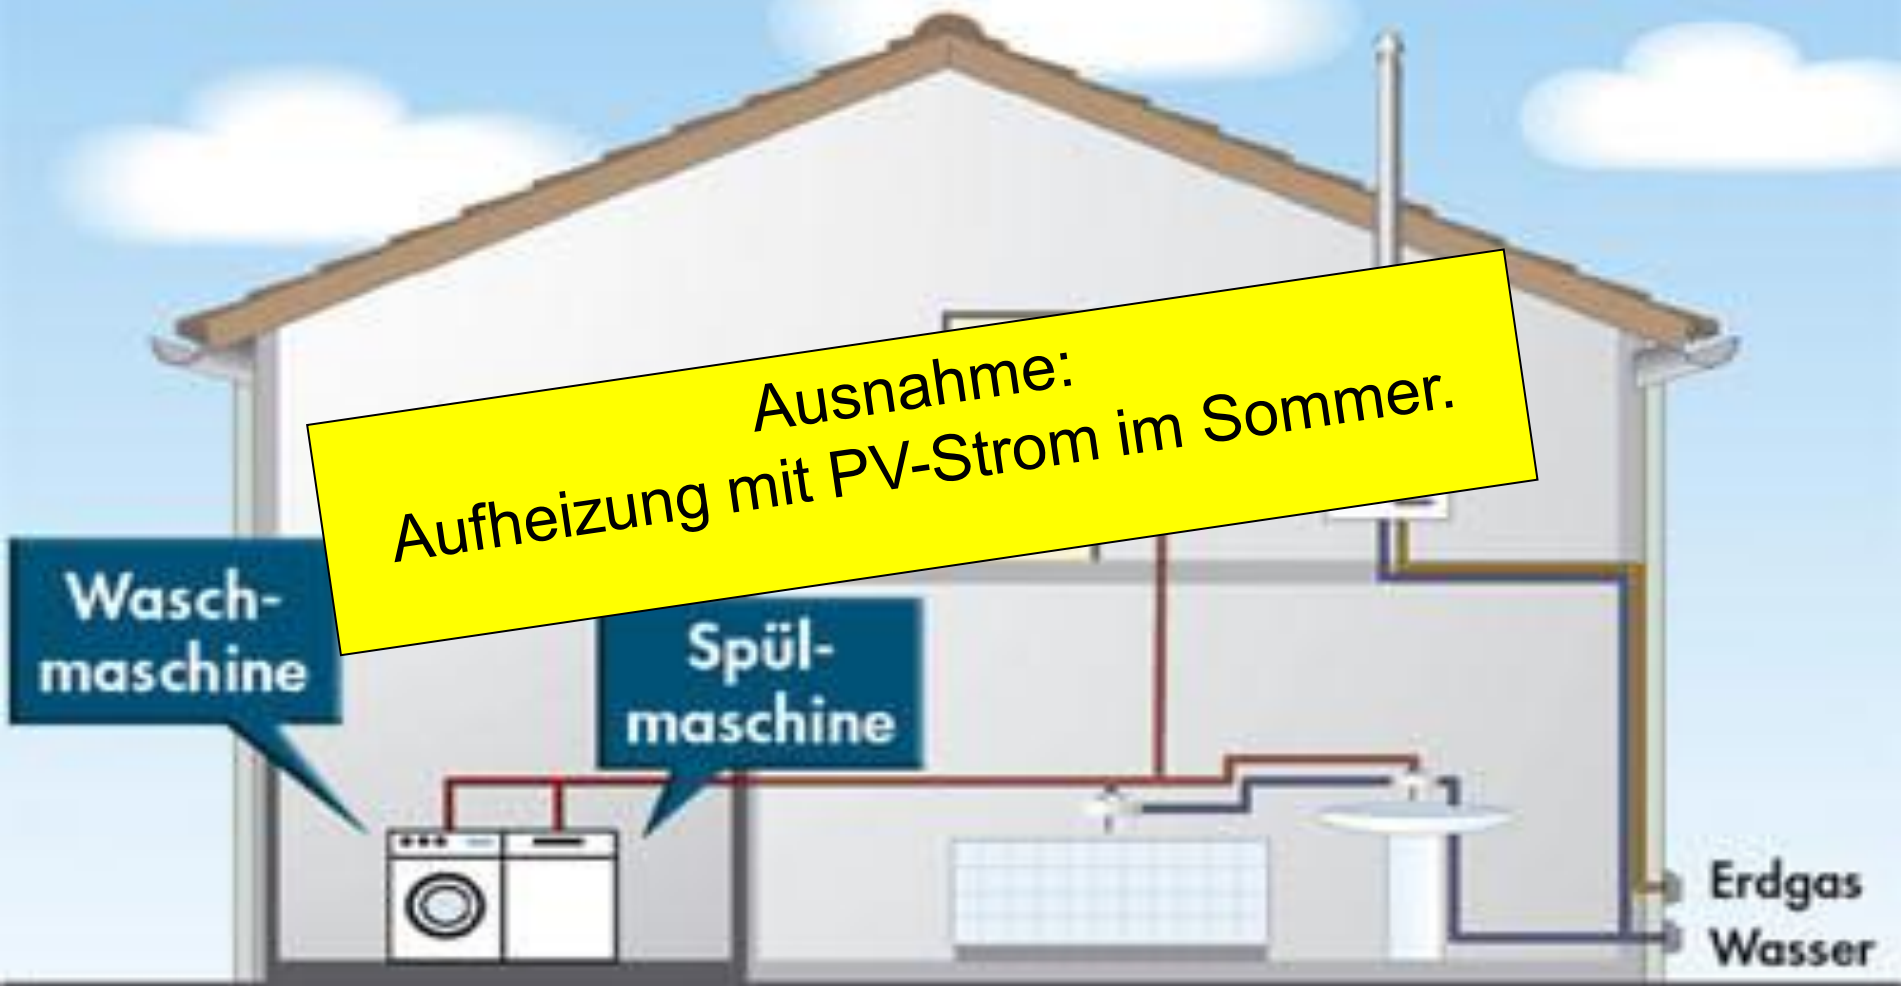 Ausnahme:
Aufheizung mit PV-Strom im Sommer.
Wasch-
maschine
Spül-
maschine
Erdgas
Wasser